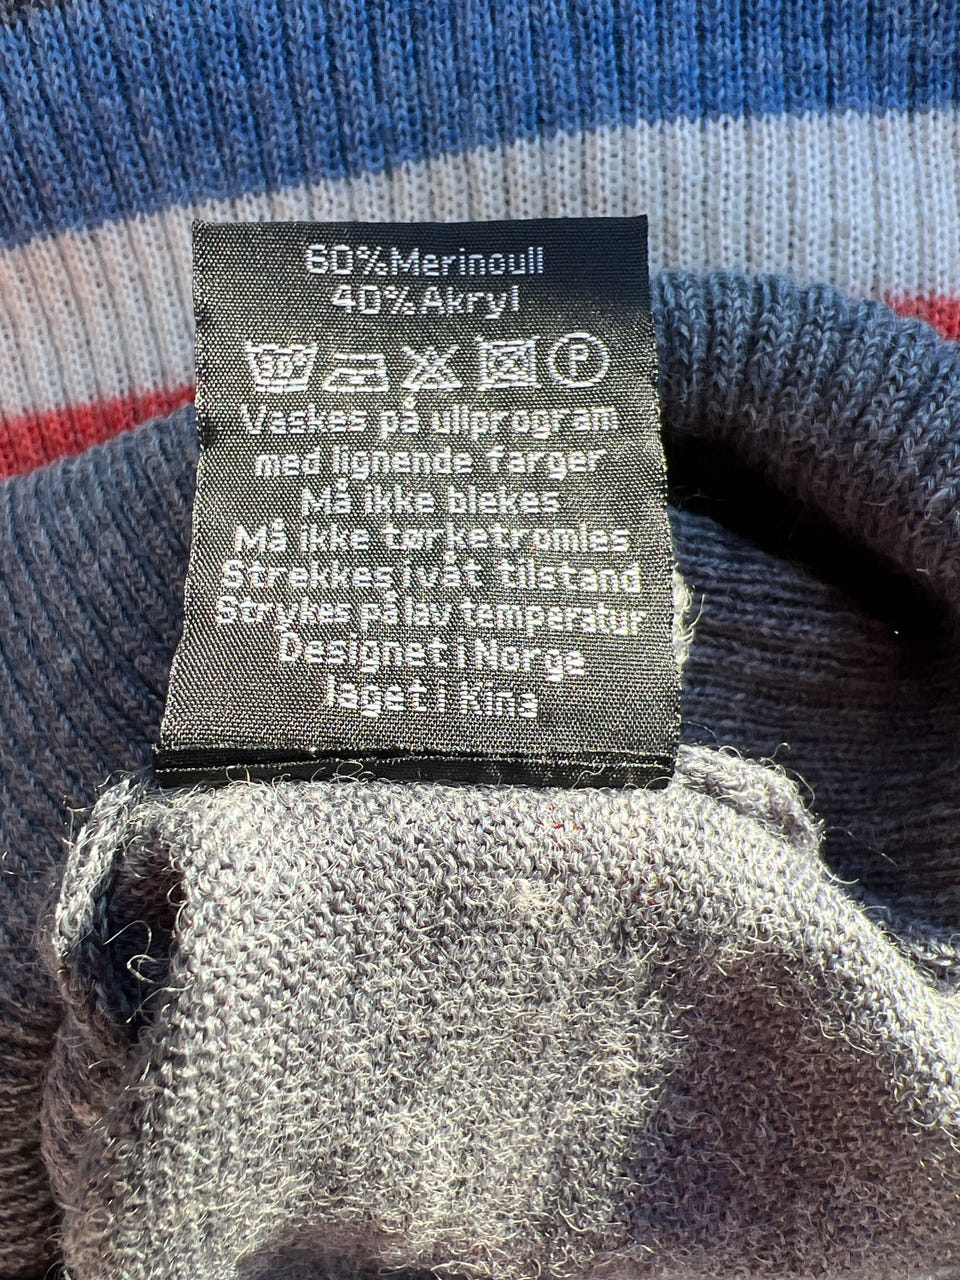 60%Merinoull
40%Akryl
30° P
Vaskes på ullprogram
med lignende farger
Må ikke blekes
Må ikke tørketromles
Strekkes i våt tilstand
Strykes på lav temperatur
Designet i Norge
laget i Kina